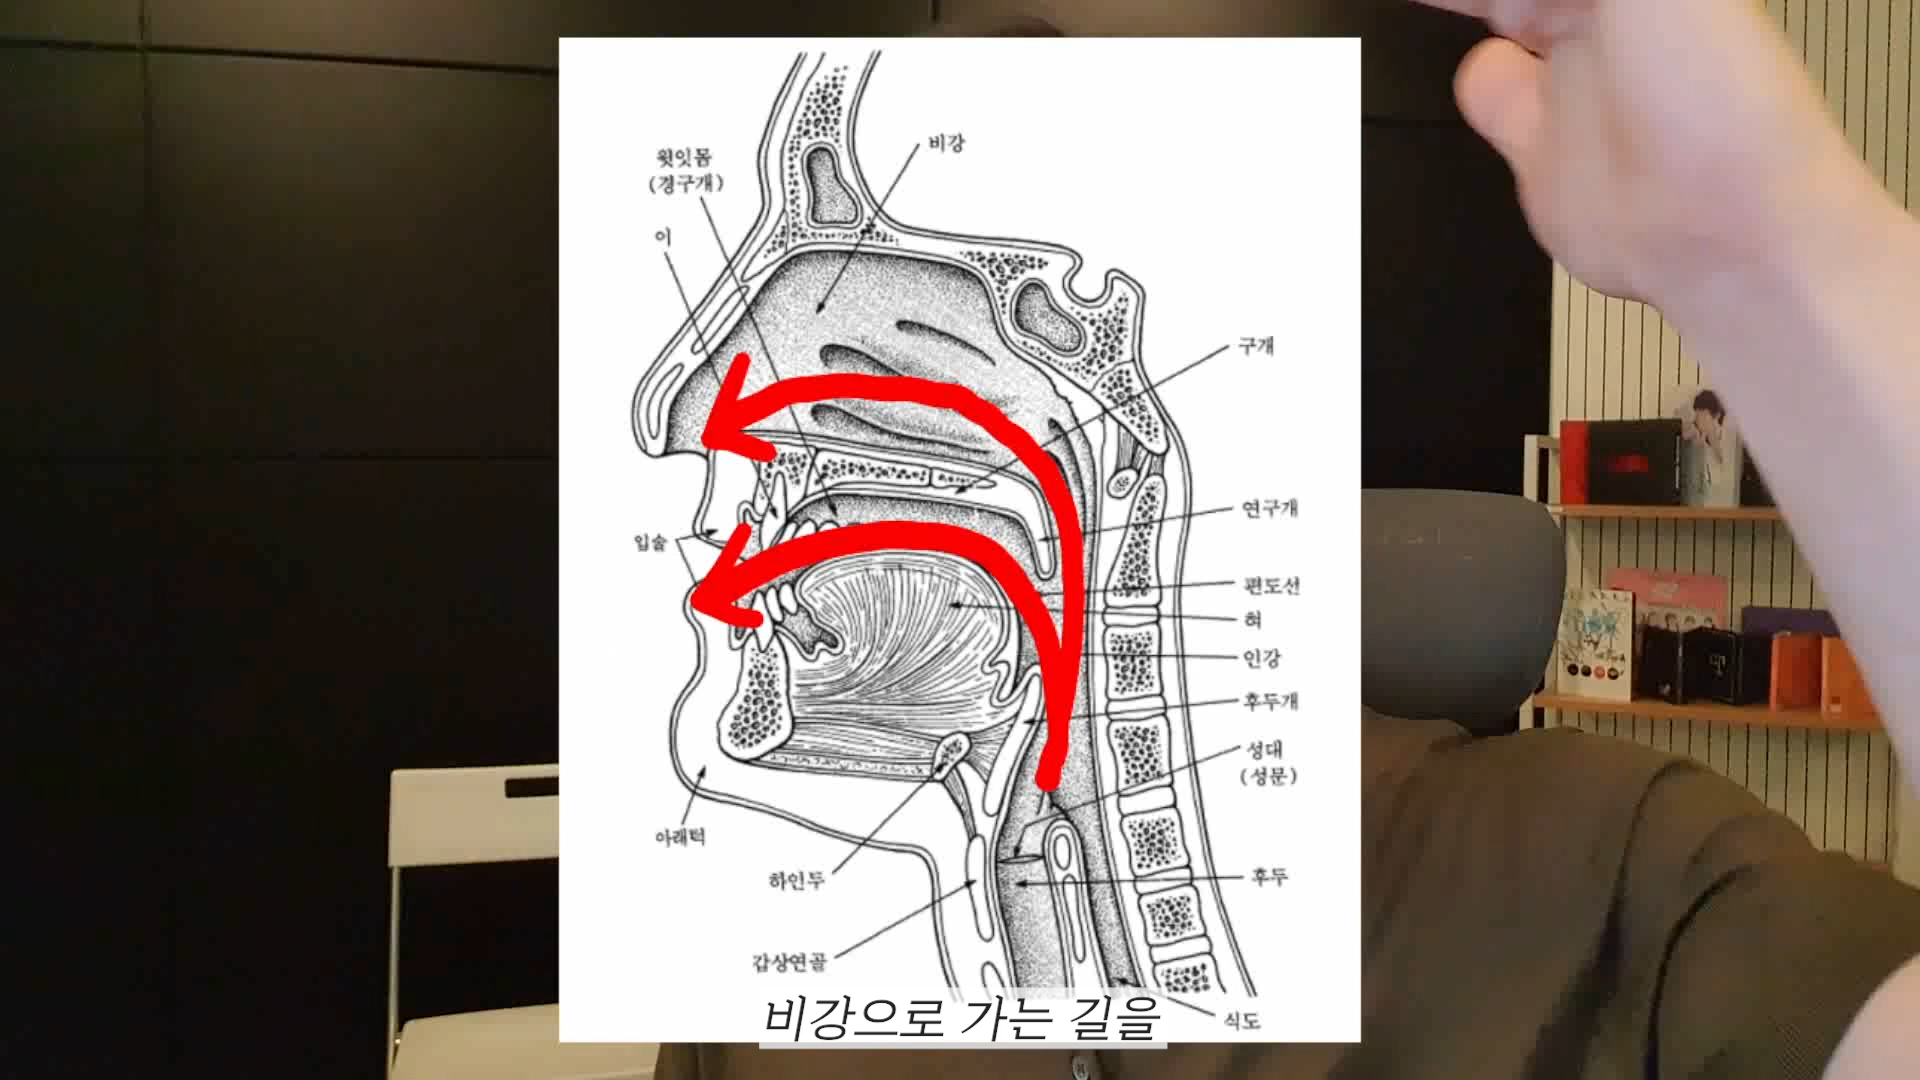 비강
윗잇몸
(경구개)
이
구개
연구개
입술
편도선
혀
인강
후두개
성대
(성문)
아래턱
하인두
후두
갑상연골
식도
비강으로 가는 길을